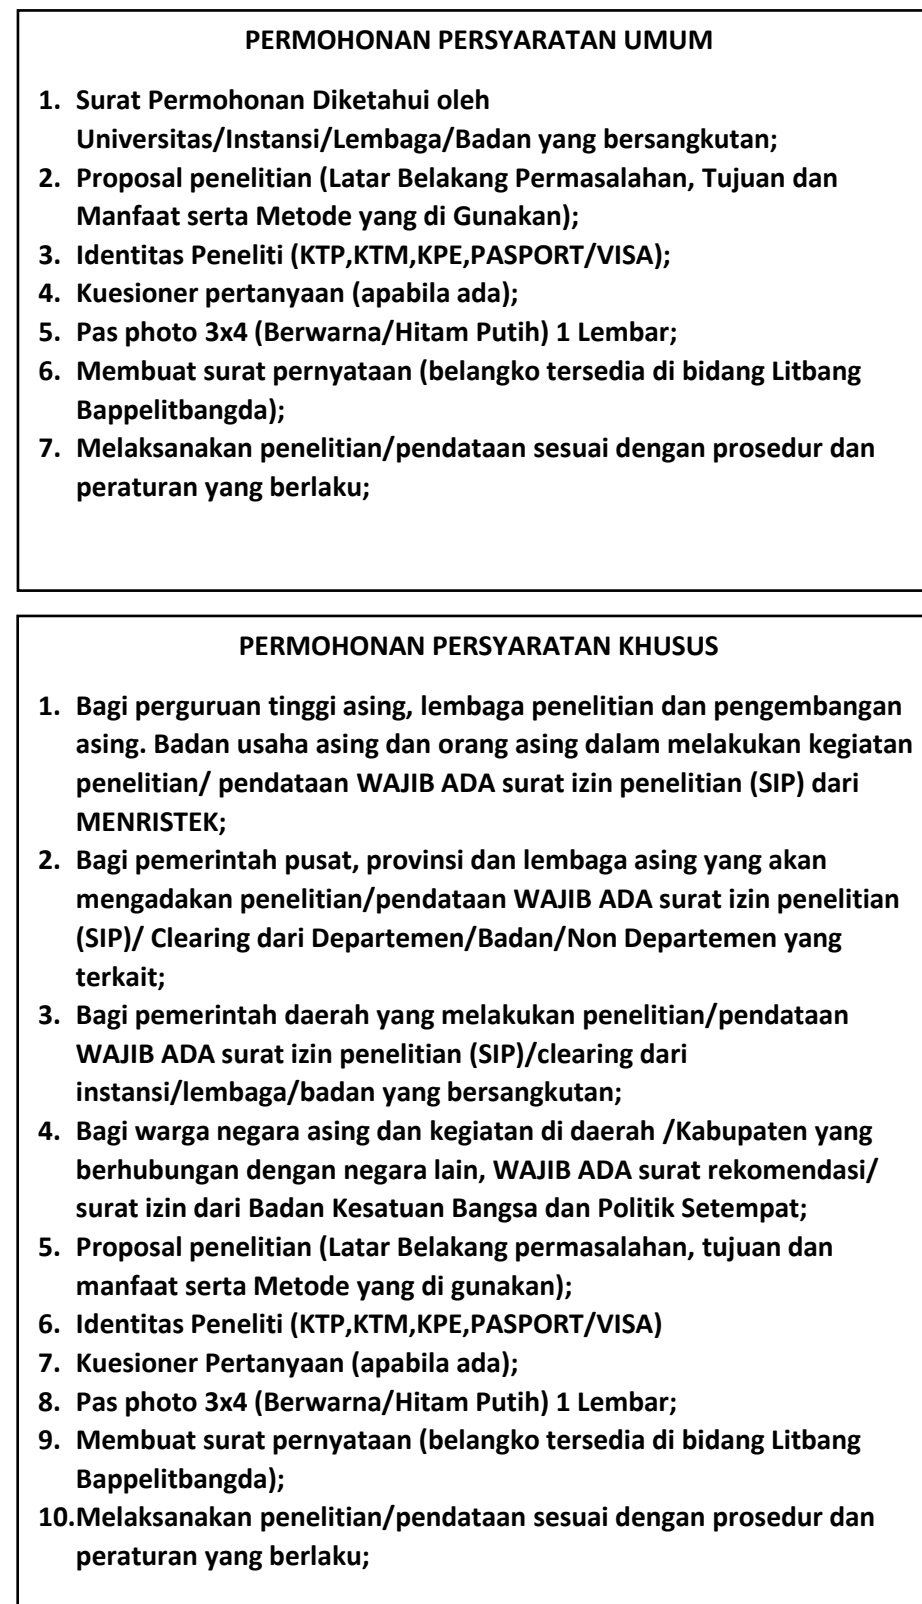 PERMOHONAN PERSYARATAN UMUM
1. Surat Permohonan Diketahui oleh
Universitas/Instansi/Lembaga/Badan yang bersangkutan;
2. Proposal penelitian (Latar Belakang Permasalahan, Tujuan dan
Manfaat serta Metode yang di Gunakan);
3. Identitas Peneliti (KTP,KTM,KPE,PASPORT/VISA);
4. Kuesioner pertanyaan (apabila ada);
5. Pas photo 3x4 (Berwarna/Hitam Putih) 1 Lembar;
6. Membuat surat pernyataan (belangko tersedia di bidang Litbang
Bappelitbangda);
7. Melaksanakan penelitian/pendataan sesuai dengan prosedur dan
peraturan yang berlaku;
PERMOHONAN PERSYARATAN KHUSUS
1. Bagi perguruan tinggi asing, lembaga penelitian dan pengembangan
asing. Badan usaha asing dan orang asing dalam melakukan kegiatan
penelitian/ pendataan WAJIB ADA surat izin penelitian (SIP) dari
MENRISTEK;
2. Bagi pemerintah pusat, provinsi dan lembaga asing yang akan
mengadakan penelitian/pendataan WAJIB ADA surat izin penelitian
(SIP)/ Clearing dari Departemen/Badan/Non Departemen yang
terkait;
3. Bagi pemerintah daerah yang melakukan penelitian/pendataan
WAJIB ADA surat izin penelitian (SIP)/clearing dari
instansi/lembaga/badan yang bersangkutan;
4. Bagi warga negara asing dan kegiatan di daerah /Kabupaten yang
berhubungan dengan negara lain, WAJIB ADA surat rekomendasi/
surat izin dari Badan Kesatuan Bangsa dan Politik Setempat;
5. Proposal penelitian (Latar Belakang permasalahan, tujuan dan
manfaat serta Metode yang di gunakan);
6. Identitas Peneliti (KTP,KTM,KPE,PASPORT/VISA)
7. Kuesioner Pertanyaan (apabila ada);
8. Pas photo 3x4 (Berwarna/Hitam Putih) 1 Lembar;
9. Membuat surat pernyataan (belangko tersedia di bidang Litbang
Bappelitbangda);
10.Melaksanakan penelitian/pendataan sesuai dengan prosedur dan
peraturan yang berlaku;